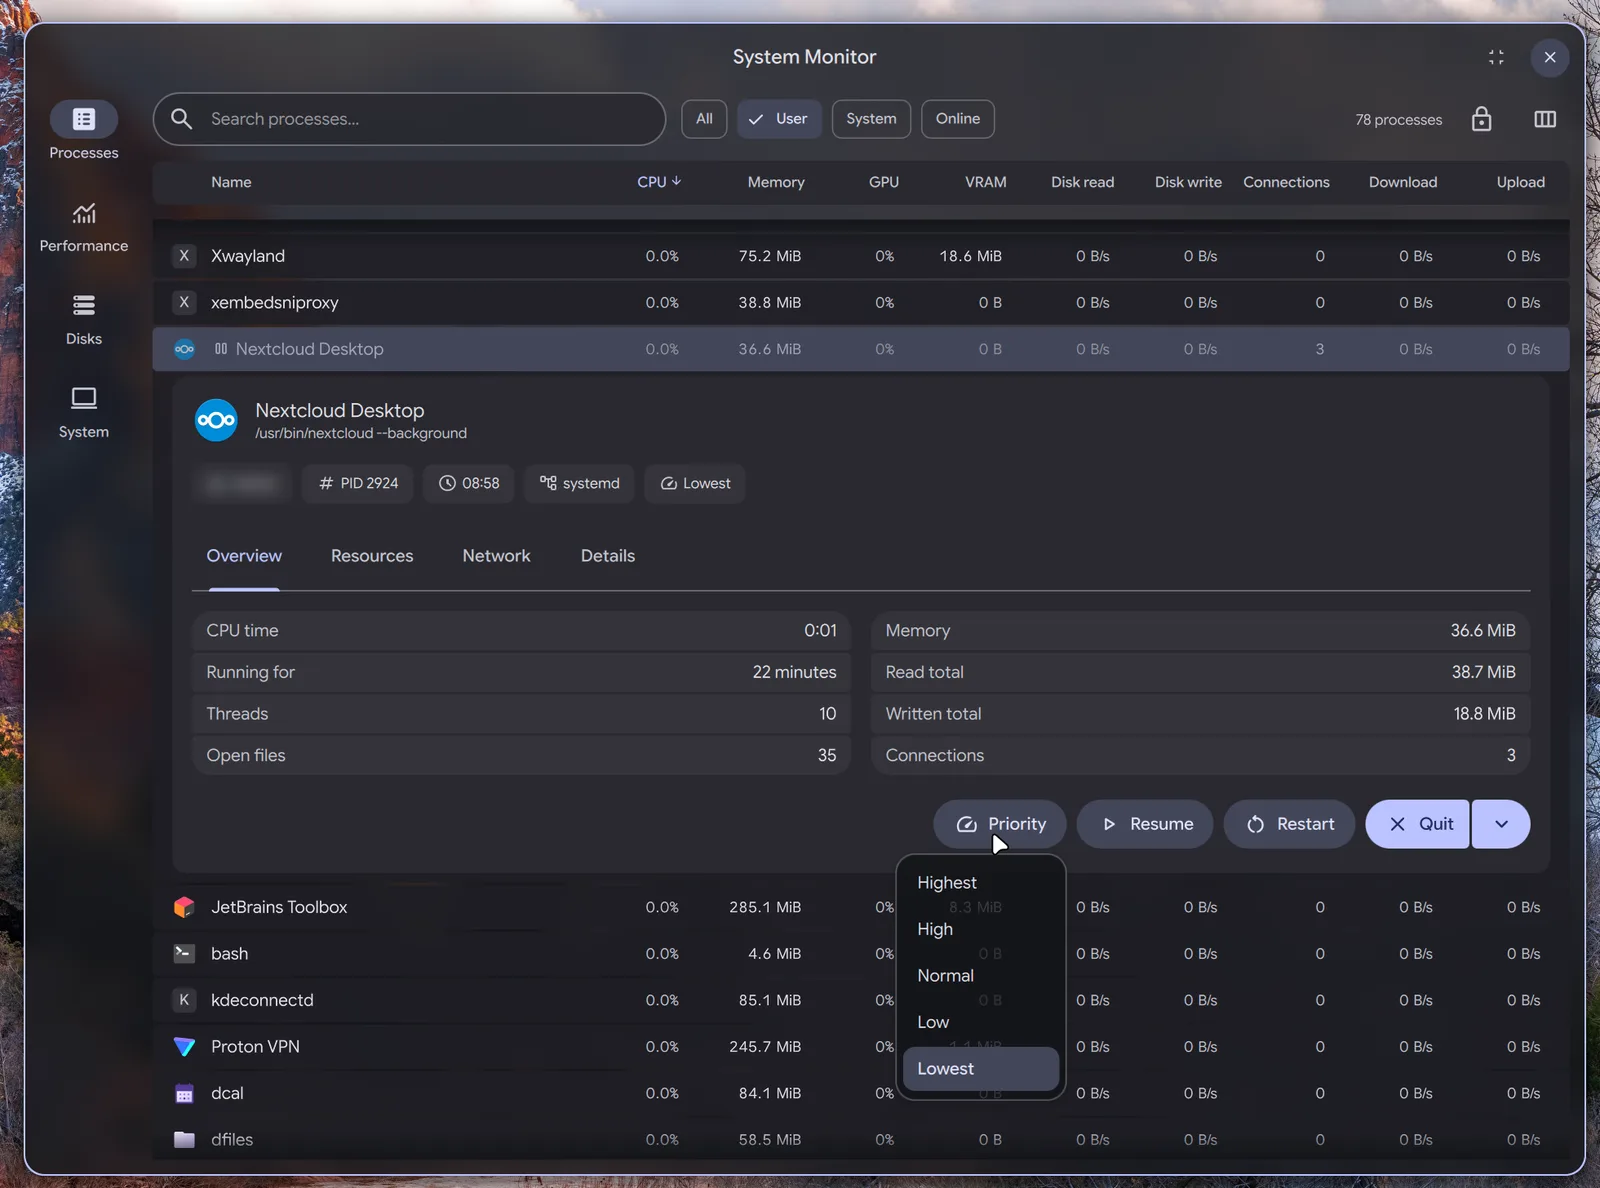 System Monitor
Processes
Performance
Disks
System
Search processes...
All
User
System
Online
78 processes
Name CPU Memory GPU VRAM Disk read Disk write Connections Download Upload
X Xwayland 0.0% 75.2 MiB 0% 18.6 MiB 0 B/s 0 B/s 0 0 B/s 0 B/s
X xembedsniproxy 0.0% 38.8 MiB 0% 0 B 0 B/s 0 B/s 0 0 B/s 0 B/s
Nextcloud Desktop 0.0% 36.6 MiB 0% 0 B 0 B/s 0 B/s 3 0 B/s 0 B/s
Nextcloud Desktop
/usr/bin/nextcloud --background
# PID 2924
08:58
systemd
Lowest
Overview Resources Network Details
CPU time 0:01
Running for 22 minutes
Threads 10
Open files 35
Memory 36.6 MiB
Read total 38.7 MiB
Written total 18.8 MiB
Connections 3
Priority
Resume
Restart
Quit
Highest
High
Normal
Low
Lowest
JetBrains Toolbox 0.0% 285.1 MiB 0% 8.3 MiB 0 B/s 0 B/s 0 0 B/s 0 B/s
bash 0.0% 4.6 MiB 0% 0 B 0 B/s 0 B/s 0 0 B/s 0 B/s
K kdeconnectd 0.0% 85.1 MiB 0% 0 B 0 B/s 0 B/s 0 0 B/s 0 B/s
Proton VPN 0.0% 245.7 MiB 0% 0 B/s 0 B/s 0 0 B/s 0 B/s
dcal 0.0% 84.1 MiB 0% 0 B 0 B/s 0 B/s 0 0 B/s 0 B/s
dfiles 0.0% 58.5 MiB 0% 0 B 0 B/s 0 B/s 0 0 B/s 0 B/s